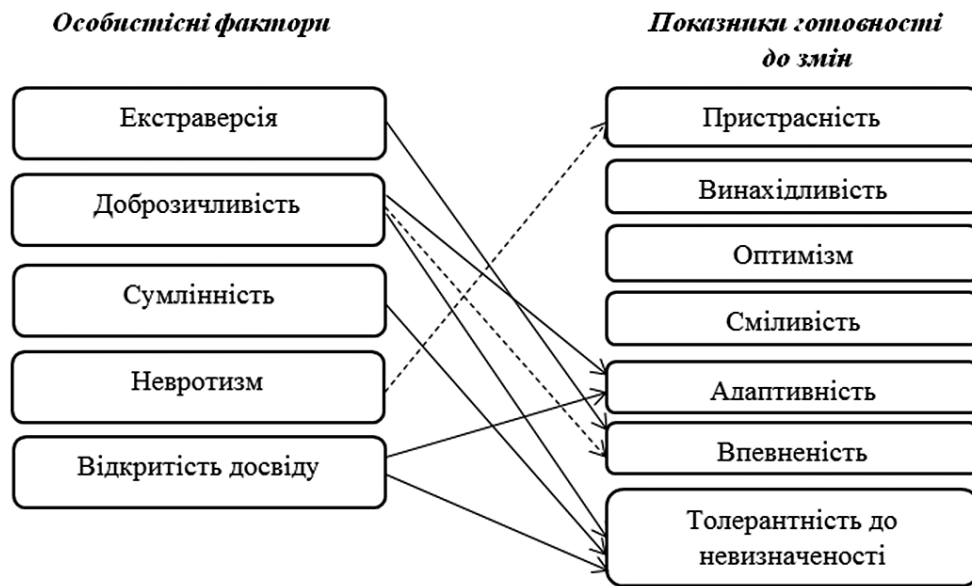 Особистісні фактори
Екстраверсія
Доброзичливість
Сумлінність
Невротизм
Відкритість досвіду
Показники готовності
до змін
Пристрасність
Винахідливість
Оптимізм
Сміливість
Адаптивність
Впевненість
Толерантність до
невизначеності